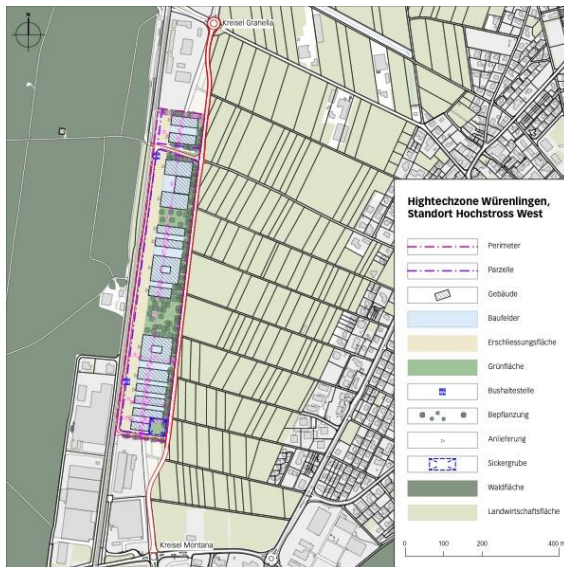 Kreisel Granella
Hightechzone Würenlingen,
Standort Hochstross West
Perimeter
Parzelle
Gebäude
Baufelder
Erschliessungsfläche
Grünfläche
Bushaltestelle
Bepflanzung
Anlieferung
Sickergrube
Waldfläche
Landwirtschaftsfläche
Kreisel Montana
0 100 200 400 m